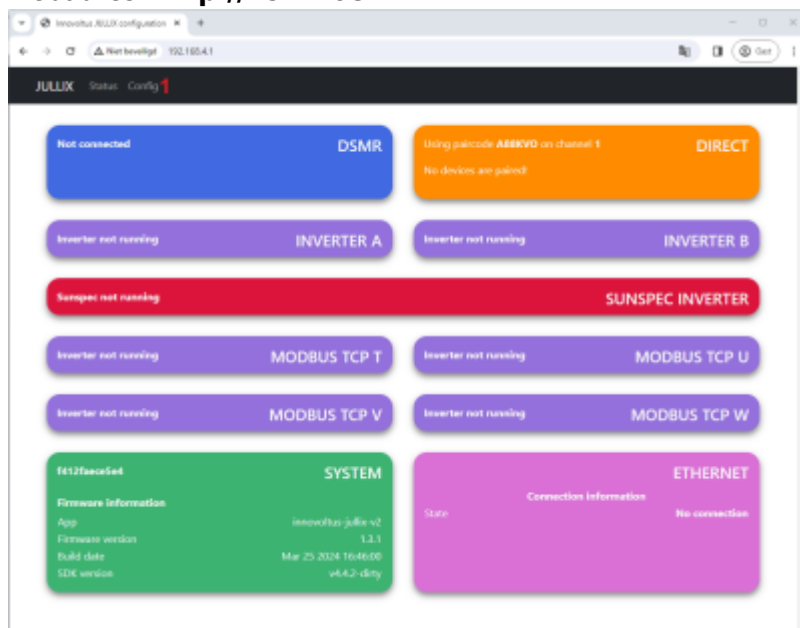 Innovoltus JULLIX configuration
Niet beveiligd 192.168.4.1
Gast
JULLIX Status Config 1
Not connected DSMR
Using paircode on channel 1 DIRECT
No devices are paired!
Inverter not running INVERTER A
Inverter not running INVERTER B
Sunspec not running SUNSPEC INVERTER
Inverter not running MODBUS TCP T
Inverter not running MODBUS TCP U
Inverter not running MODBUS TCP V
Inverter not running MODBUS TCP W
f412faece5e4 SYSTEM
Firmware information
App innovoltus-jullix-v2
Firmware version 1.3.1
Build date Mar 25 2024 16:46:00
SDK version v4.4.2-dirty
ETHERNET
Connection information
State No connection